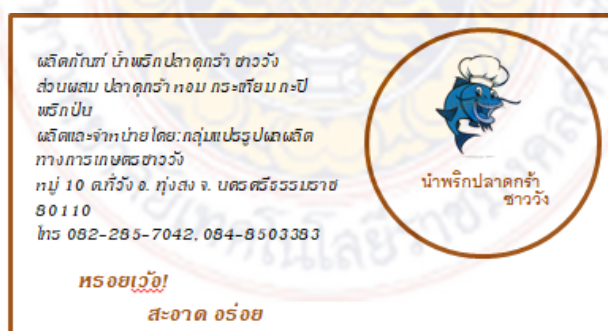 ผลิตภัณฑ์ น้ำพริกปลาดุกร้า ชาววัง
ส่วนผสม ปลาดุกร้า หอม กระเทียม กะปิ
พริกป่น
ผลิตและจำหน่ายโดย:กลุ่มแปรรูปผลผลิต
ทางการเกษตรชาววัง
หมู่ 10 ต.ที่วัง อ. ทุ่งสง จ. นครศรีธรรมราช
80110
โทร 082-285-7042, 084-8503383
หรอยเว้อ!
สะอาด อร่อย
นำพริกปลาดกร้า
ชาววัง